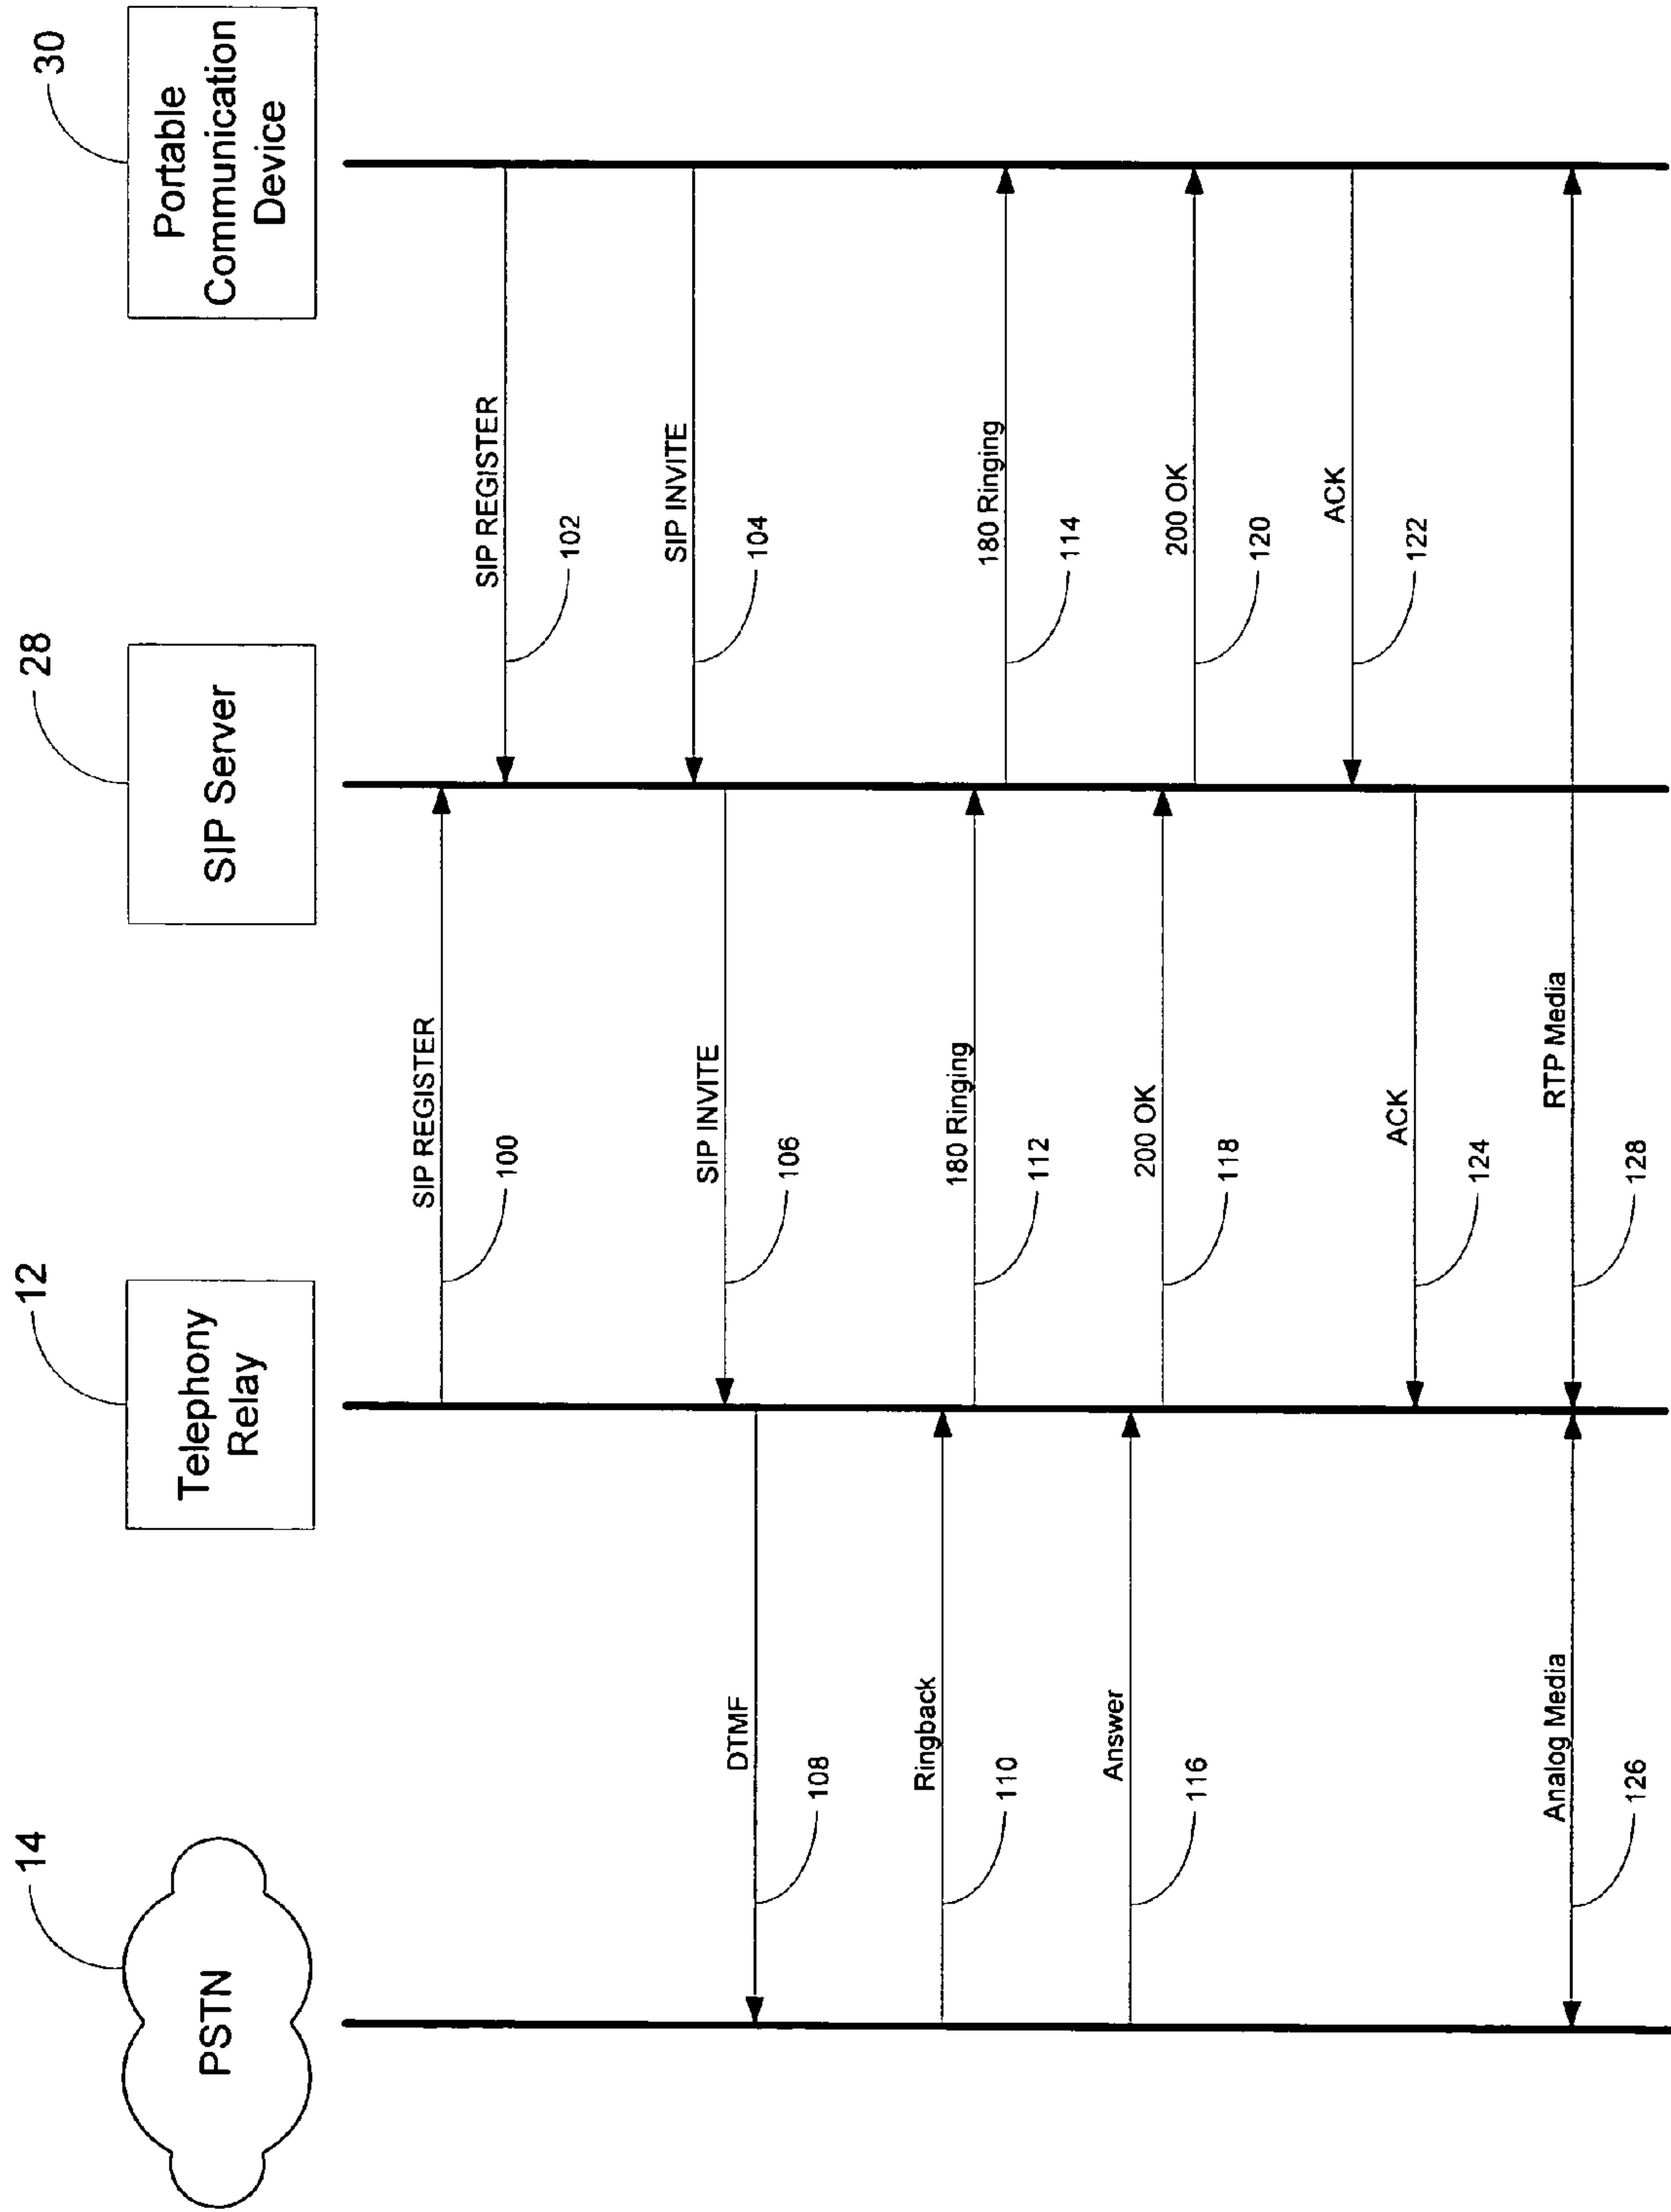 14
PSTN
12
Telephony
Relay
28
SIP Server
30
Portable
Communication
Device
SIP REGISTER
100
SIP REGISTER
102
SIP INVITE
104
SIP INVITE
106
DTMF
108
Ringback
110
180 Ringing
112
180 Ringing
114
Answer
116
200 OK
118
200 OK
120
ACK
122
ACK
124
Analog Media
126
RTP Media
128